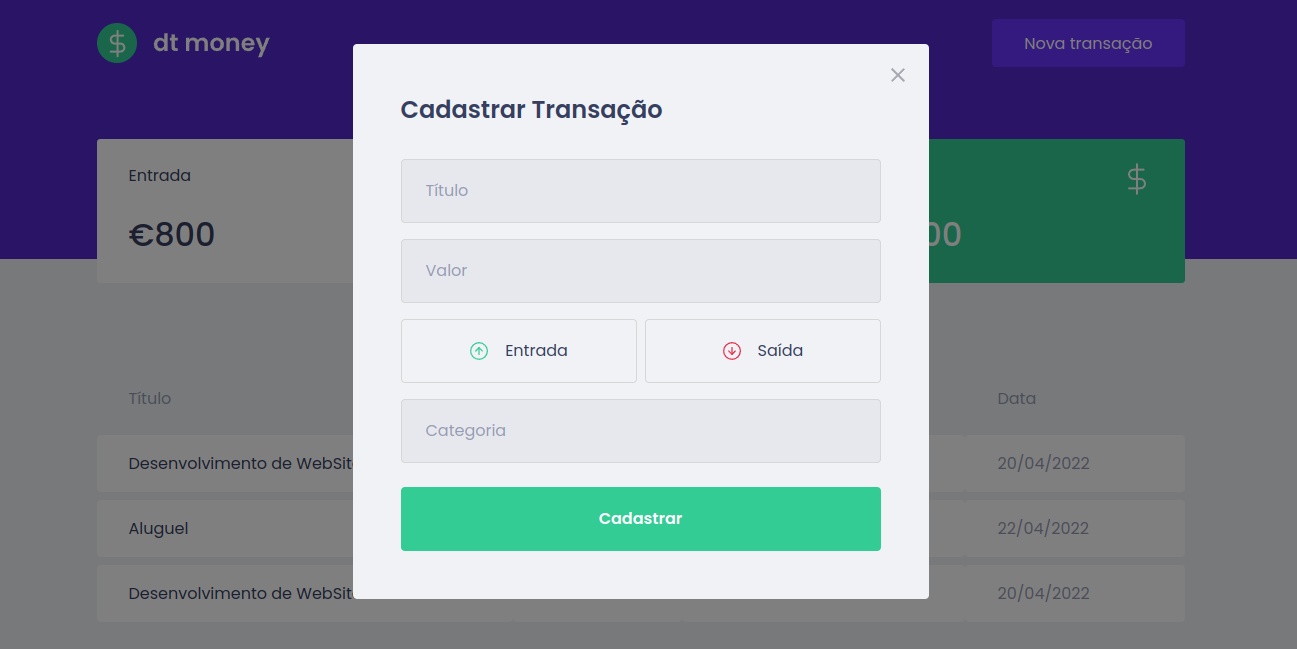 dt money
Nova transação
Cadastrar Transação
Entrada
€800
00
Título
Valor
Entrada
Saída
Categoria
Cadastrar
Título
Data
Desenvolvimento de WebSit
20/04/2022
Aluguel
22/04/2022
Desenvolvimento de WebSit
20/04/2022